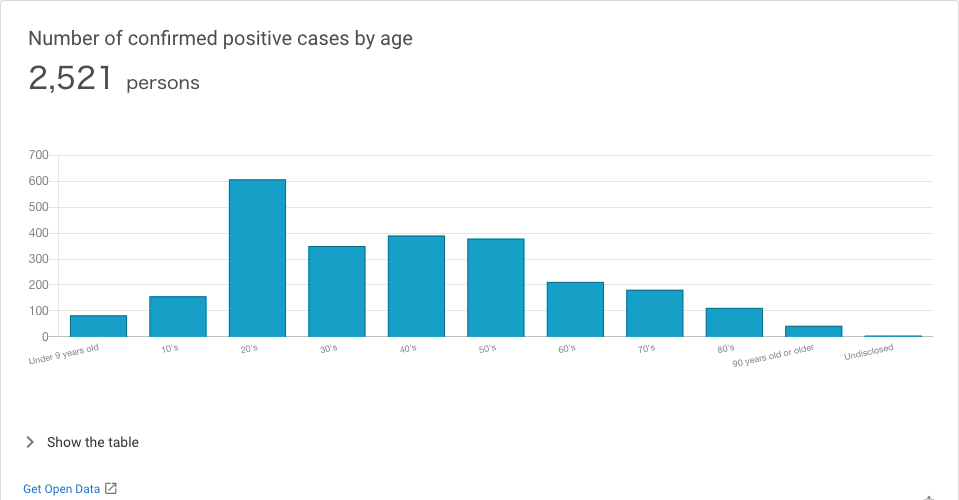 Number of confirmed positive cases by age
2,521 persons
700
600
500
400
300
200
100
0
Under 9 years old
10's
20's
30's
40's
50's
60's
70's
80's
90 years old or older
Undisclosed
Show the table
Get Open Data